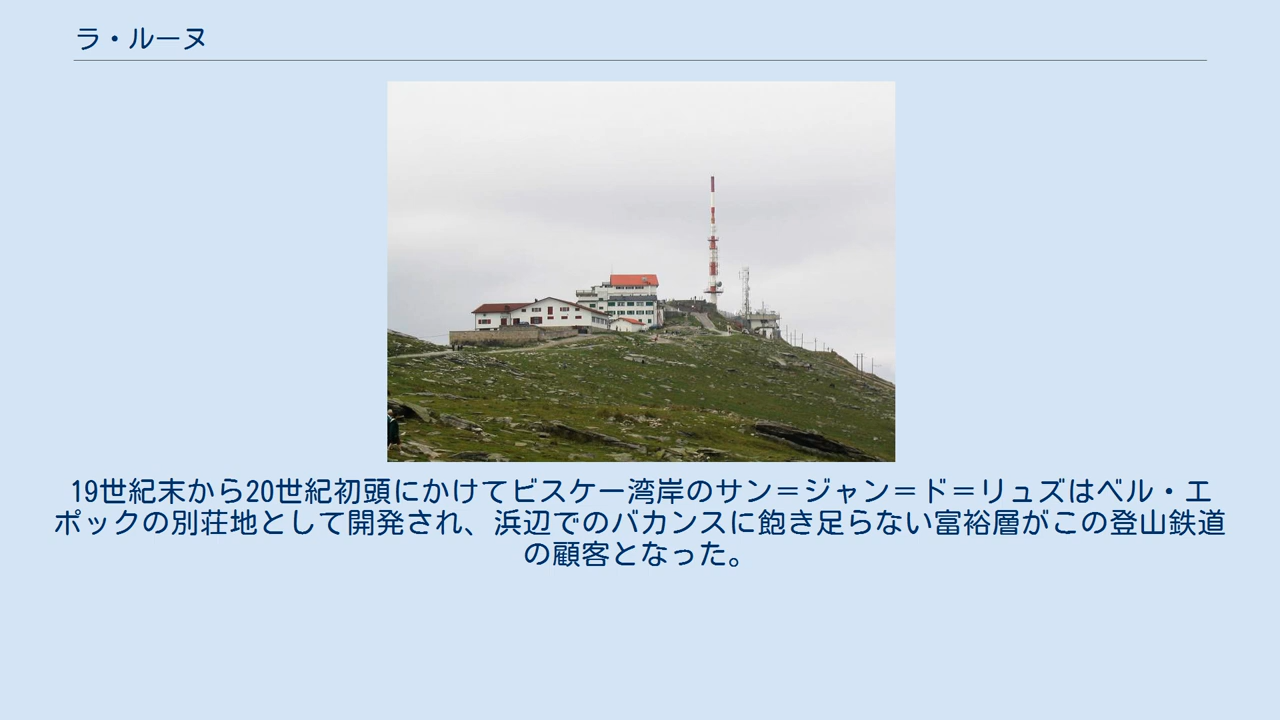 ラ・ルーヌ
19世紀末から20世紀初頭にかけてビスケー湾岸のサン＝ジャン＝ド＝リュズはベル・エ
ポックの別荘地として開発され、浜辺でのバカンスに飽き足らない富裕層がこの登山鉄道
の顧客となった。